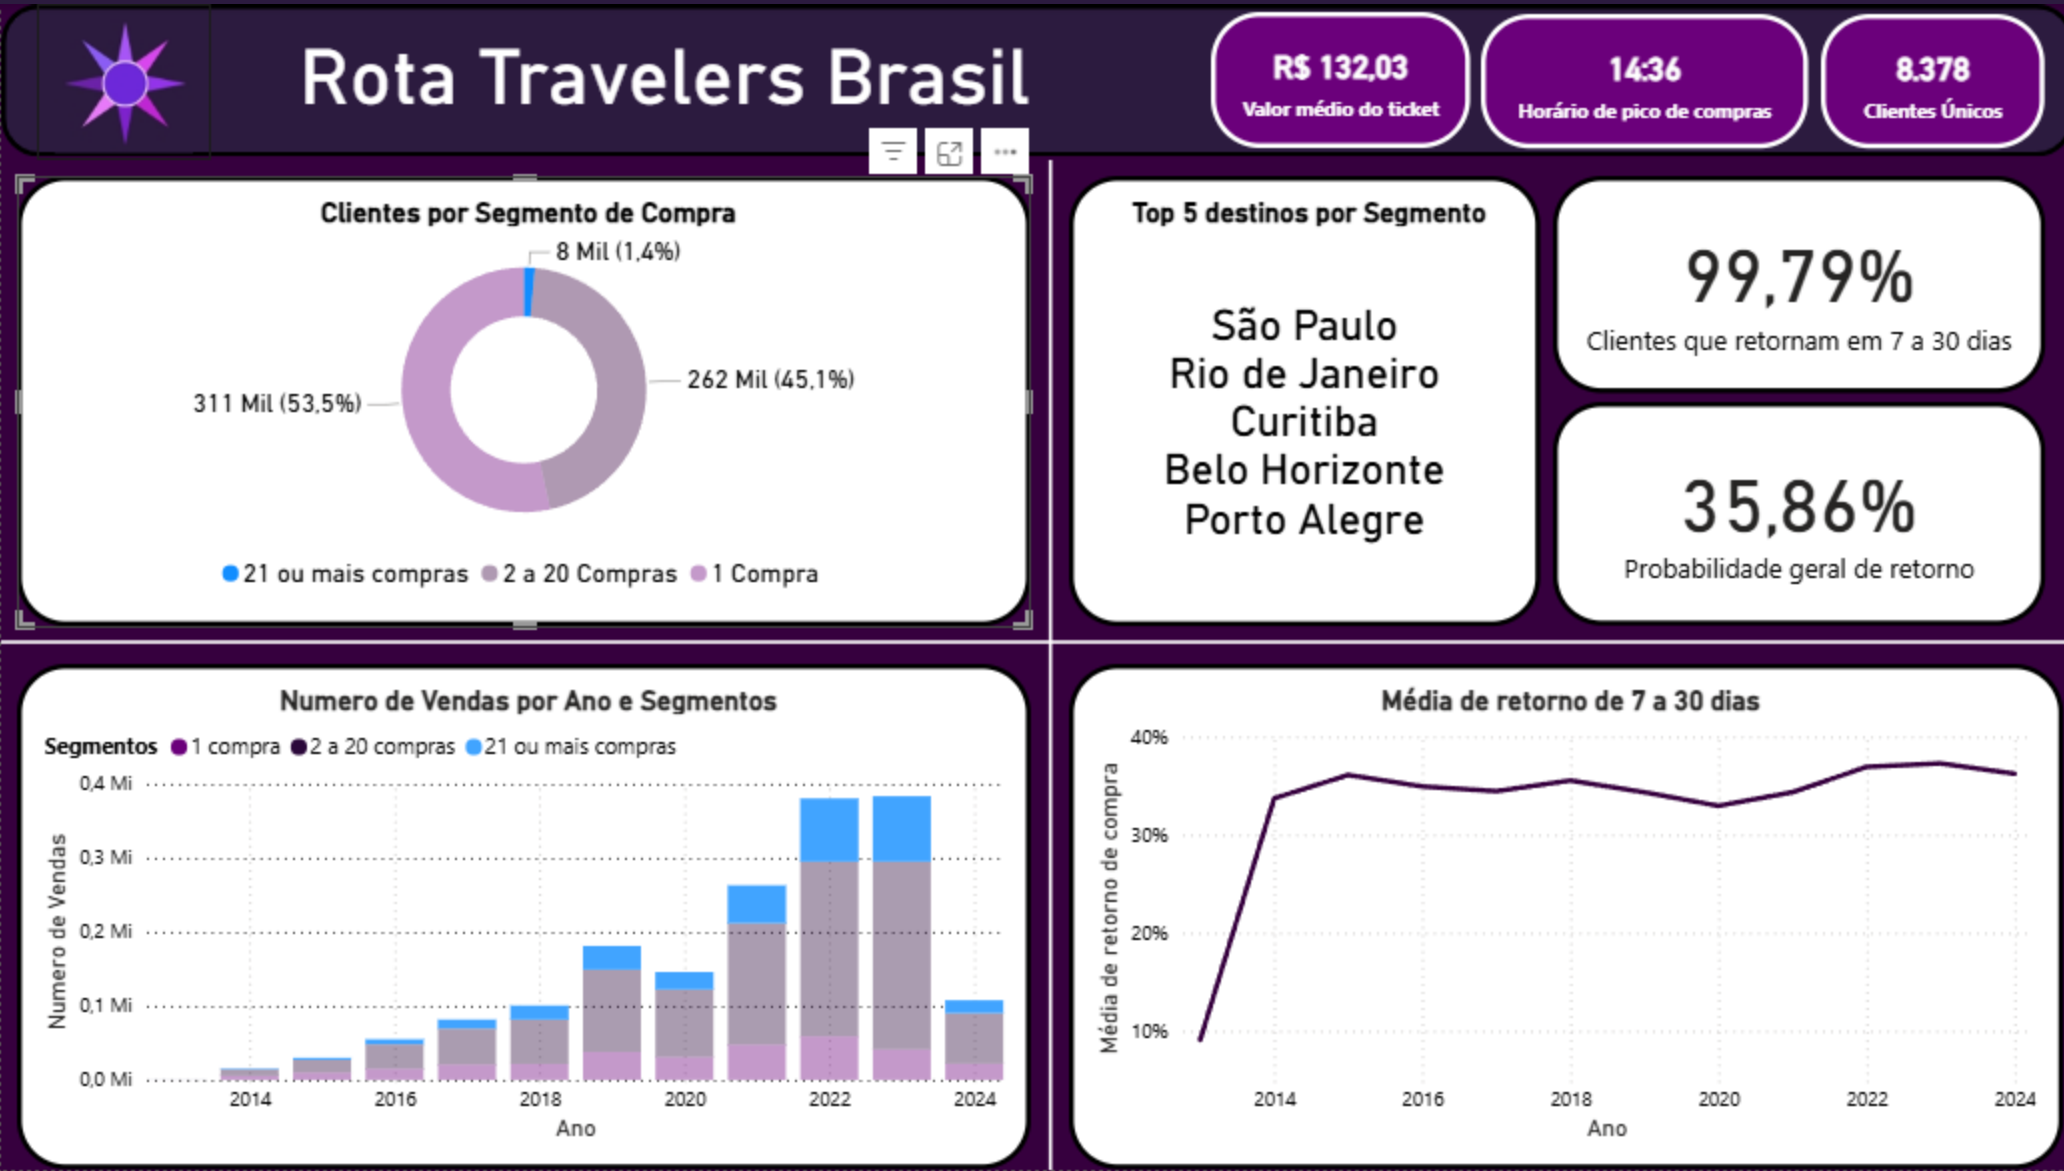 Rota Travelers Brasil
R$ 132,03
Valor médio do ticket
14:36
Horário de pico de compras
8.378
Clientes Únicos
Clientes por Segmento de Compra
8 Mil (1,4%)
262 Mil (45,1%)
311 Mil (53,5%)
21 ou mais compras 2 a 20 Compras 1 Compra
Top 5 destinos por Segmento
São Paulo
Rio de Janeiro
Curitiba
Belo Horizonte
Porto Alegre
99,79%
Clientes que retornam em 7 a 30 dias
35,86%
Probabilidade geral de retorno
Numero de Vendas por Ano e Segmentos
Segmentos 1 compra 2 a 20 compras 21 ou mais compras
Numero de Vendas
0,4 Mi
0,3 Mi
0,2 Mi
0,1 Mi
0,0 Mi
2014 2016 2018 2020 2022 2024
Ano
Média de retorno de 7 a 30 dias
Média de retorno de compra
40%
30%
20%
10%
2014 2016 2018 2020 2022 2024
Ano